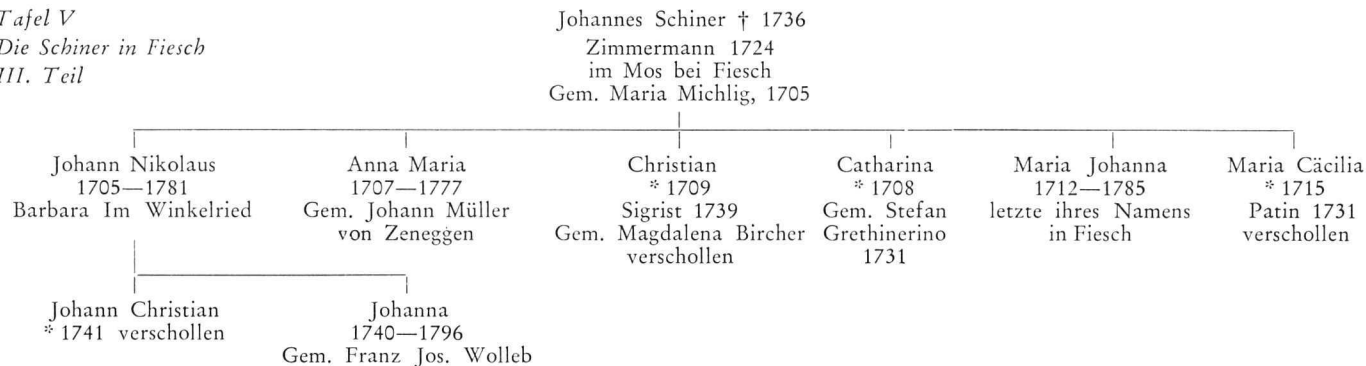 Tafel V
Die Schiner in Fiesch
III. Teil
Johannes Schiner † 1736
Zimmermann 1724
im Mos bei Fiesch
Gem. Maria Michlig, 1705
Johann Nikolaus
1705—1781
Barbara Im Winkelried
Anna Maria
1707—1777
Gem. Johann Müller
von Zeneggen
Christian
* 1709
Sigrist 1739
Gem. Magdalena Bircher
verschollen
Catharina
* 1708
Gem. Stefan
Grethinerino
1731
Maria Johanna
1712—1785
letzte ihres Namens
in Fiesch
Maria Cäcilia
* 1715
Patin 1731
verschollen
Johann Christian
* 1741 verschollen
Johanna
1740—1796
Gem. Franz Jos. Wolleb